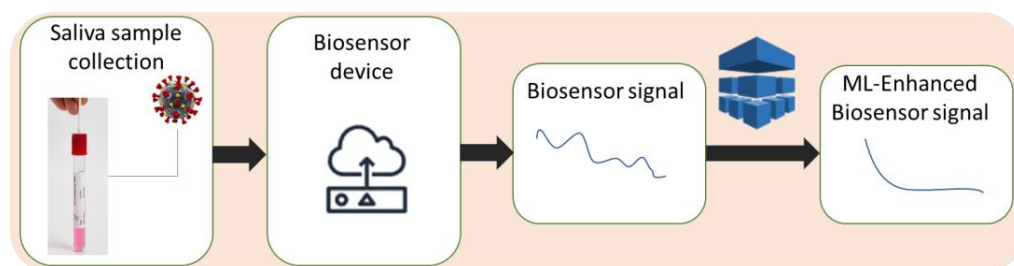 Saliva sample
collection
Biosensor
device
Biosensor signal
ML-Enhanced
Biosensor signal